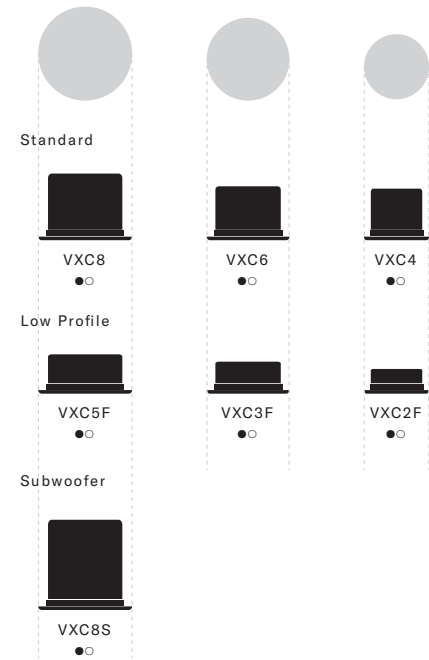 Standard
VXC8 VXC6 VXC4
Low Profile
VXC5F VXC3F VXC2F
Subwoofer
VXC8S